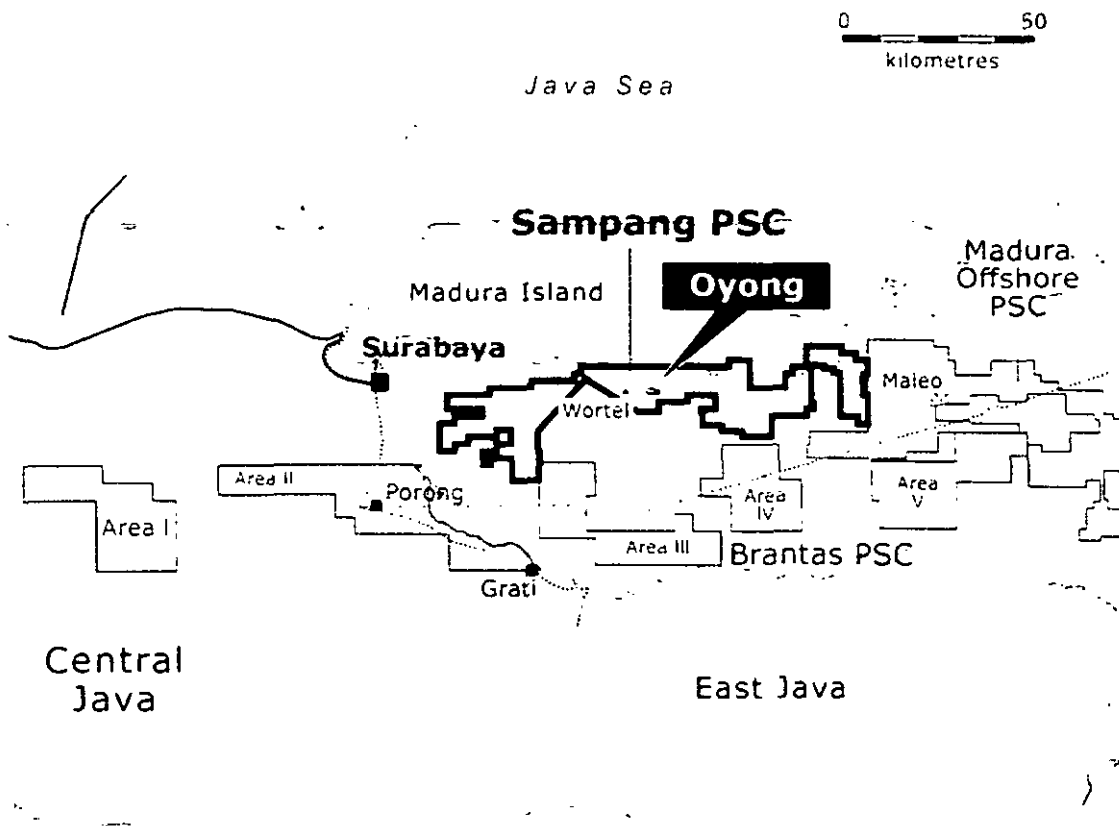 0 50
kilometres
Java Sea
Sampang PSC
Madura Island
Oyong
Madura
Offshore
PSC
Surabaya
Maleo
Wortel
Area I
Area II
Porong
Area III
Area
IV
Area
V
Brantas PSC
Grati
Central
Java
East Java